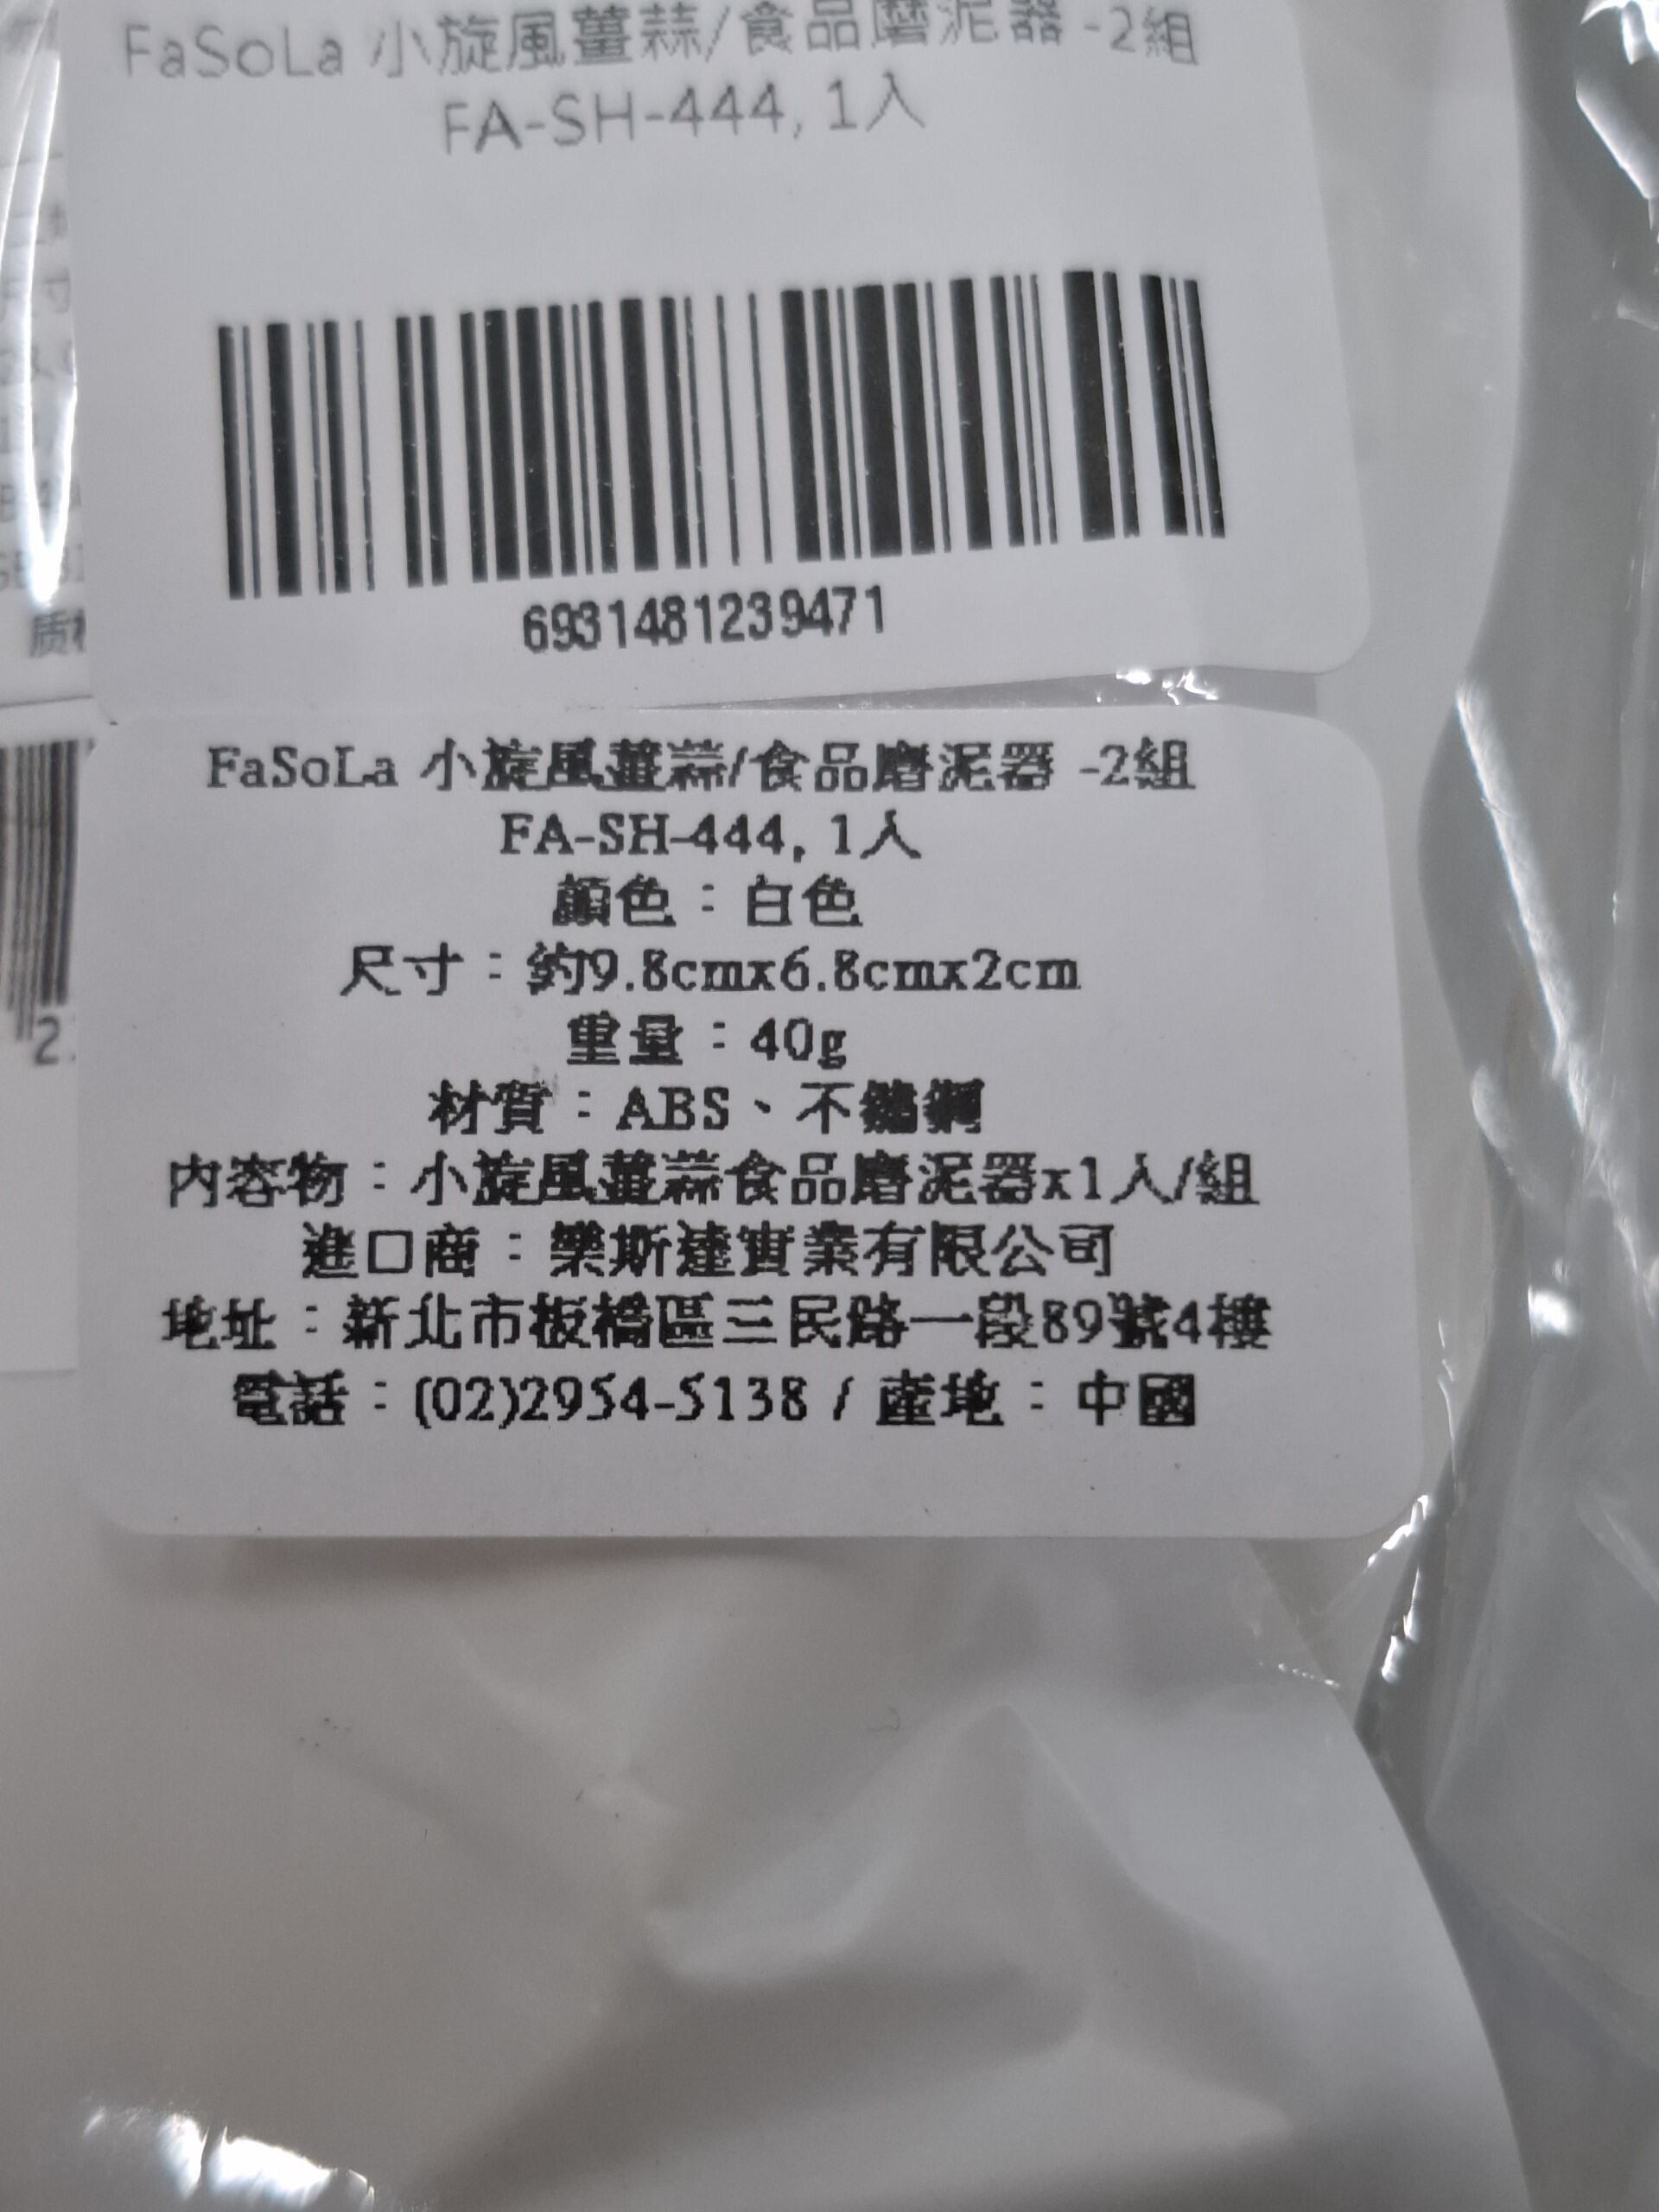 FaSoLa 小旋風薑蒜/食品磨泥器 -2組
FA-SH-444, 1入
6931481239471
FaSoLa 小旋風薑蒜/食品磨泥器 -2組
FA-SH-444, 1入
顏色：白色
尺寸：約9.8cmx6.8cmx2cm
重量：40g
材質：ABS、不鏽鋼
內容物：小旋風薑蒜食品磨泥器x1入/組
進口商：樂斯達實業有限公司
地址：新北市板橋區三民路一段89號4樓
電話：(02)2954-5138 / 產地：中國